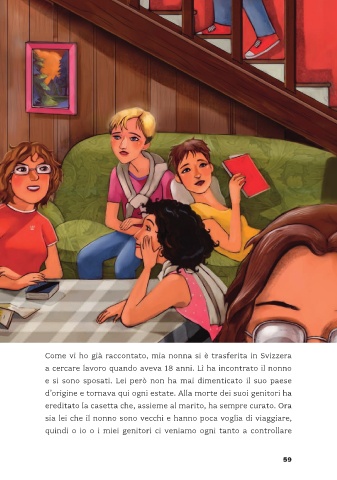 Come vi ho già raccontato, mia nonna si è trasferita in Svizzera
a cercare lavoro quando aveva 18 anni. Lì ha incontrato il nonno
e si sono sposati. Lei però non ha mai dimenticato il suo paese
d'origine e tornava qui ogni estate. Alla morte dei suoi genitori ha
ereditato la casetta che, assieme al marito, ha sempre curato. Ora
sia lei che il nonno sono vecchi e hanno poca voglia di viaggiare,
quindi o io o i miei genitori ci veniamo ogni tanto a controllare
59